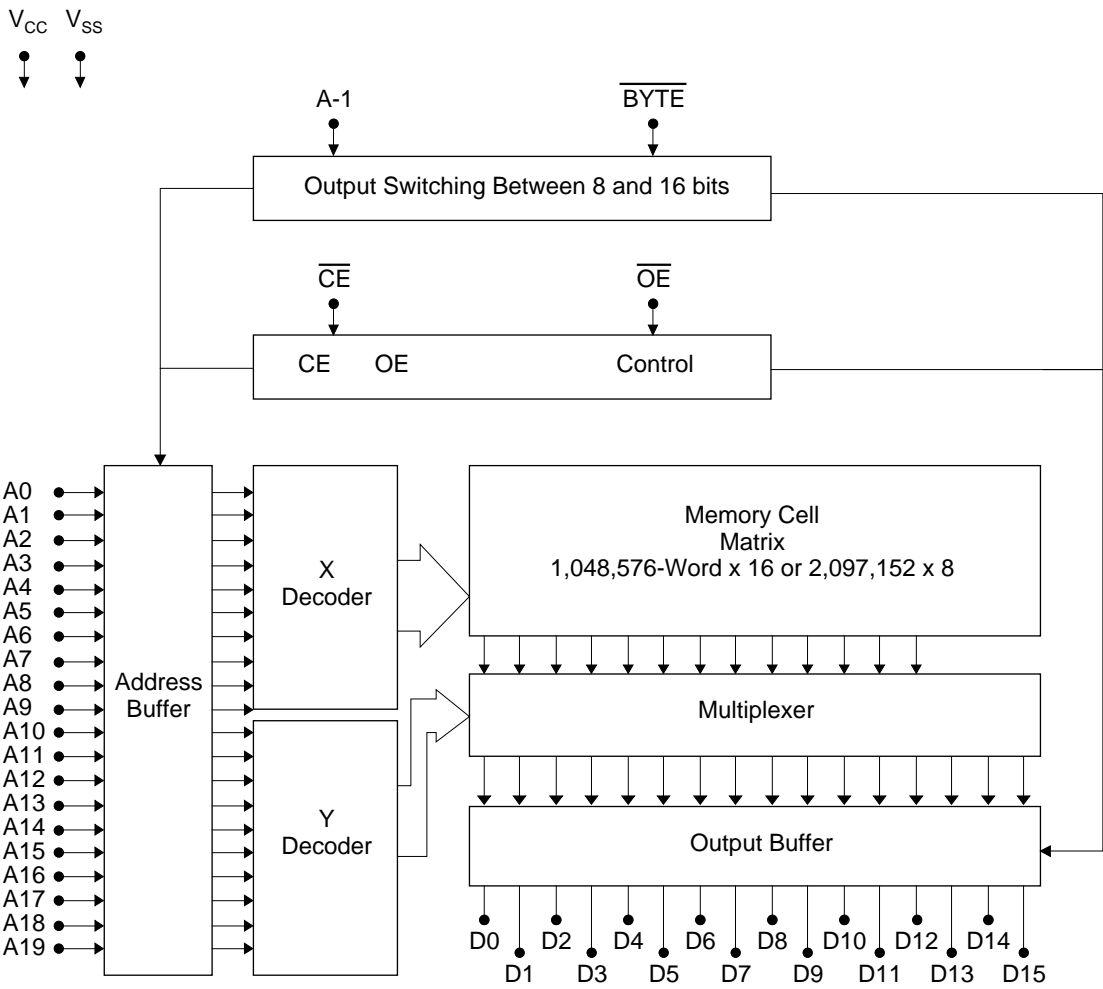 VCC VSS
A-1 BYTE
Output Switching Between 8 and 16 bits
CE OE
CE OE Control
A0
A1
A2
A3
A4
A5
A6
A7
A8
A9
A10
A11
A12
A13
A14
A15
A16
A17
A18
A19
Address
Buffer
X
Decoder
Y
Decoder
Memory Cell
Matrix
1,048,576-Word x 16 or 2,097,152 x 8
Multiplexer
Output Buffer
D0 D2 D4 D6 D8 D10 D12 D14
D1 D3 D5 D7 D9 D11 D13 D15